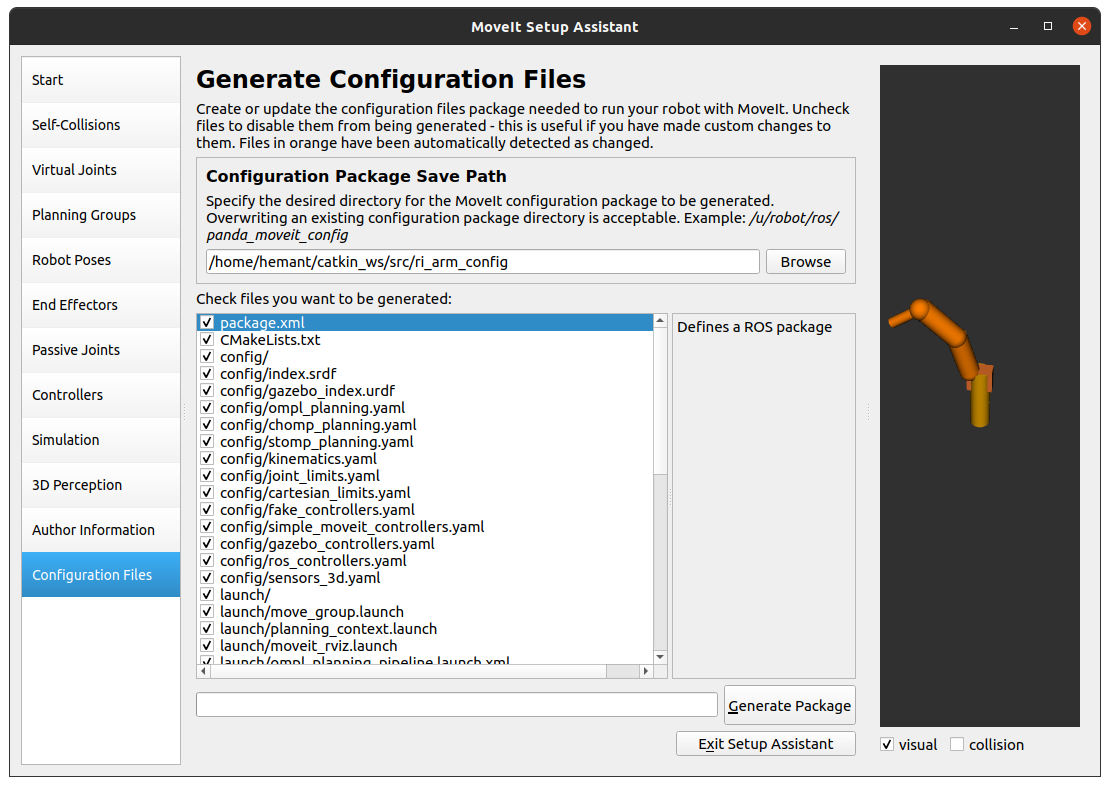 MoveIt Setup Assistant
Start
Self-Collisions
Virtual Joints
Planning Groups
Robot Poses
End Effectors
Passive Joints
Controllers
Simulation
3D Perception
Author Information
Configuration Files
Generate Configuration Files
Create or update the configuration files package needed to run your robot with MoveIt. Uncheck
files to disable them from being generated - this is useful if you have made custom changes to
them. Files in orange have been automatically detected as changed.
Configuration Package Save Path
Specify the desired directory for the MoveIt configuration package to be generated.
Overwriting an existing configuration package directory is acceptable. Example: /u/robot/ros/
panda_moveit_config
/home/hemant/catkin_ws/src/ri_arm_config
Browse
Check files you want to be generated:
package.xml
CMakeLists.txt
config/
config/index.srdf
config/gazebo_index.urdf
config/ompl_planning.yaml
config/chomp_planning.yaml
config/stomp_planning.yaml
config/kinematics.yaml
config/joint_limits.yaml
config/cartesian_limits.yaml
config/fake_controllers.yaml
config/simple_moveit_controllers.yaml
config/gazebo_controllers.yaml
config/ros_controllers.yaml
config/sensors_3d.yaml
launch/
launch/move_group.launch
launch/planning_context.launch
launch/moveit_rviz.launch
launch/ompl_planning_pipeline.launch.xml
Defines a ROS package
Generate Package
Exit Setup Assistant
visual
collision